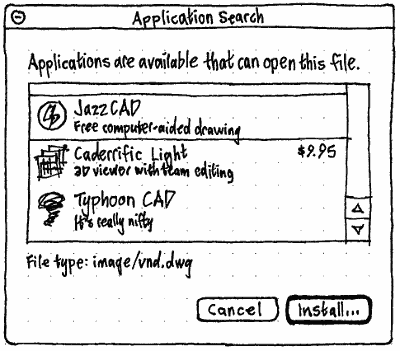 Application Search
Applications are available that can open this file.
JazzCAD
Free computer-aided drawing
Caderrific Light $9.95
3D viewer with team editing
Typhoon CAD
It's really nifty
File type: image/vnd.dwg
Cancel Install...